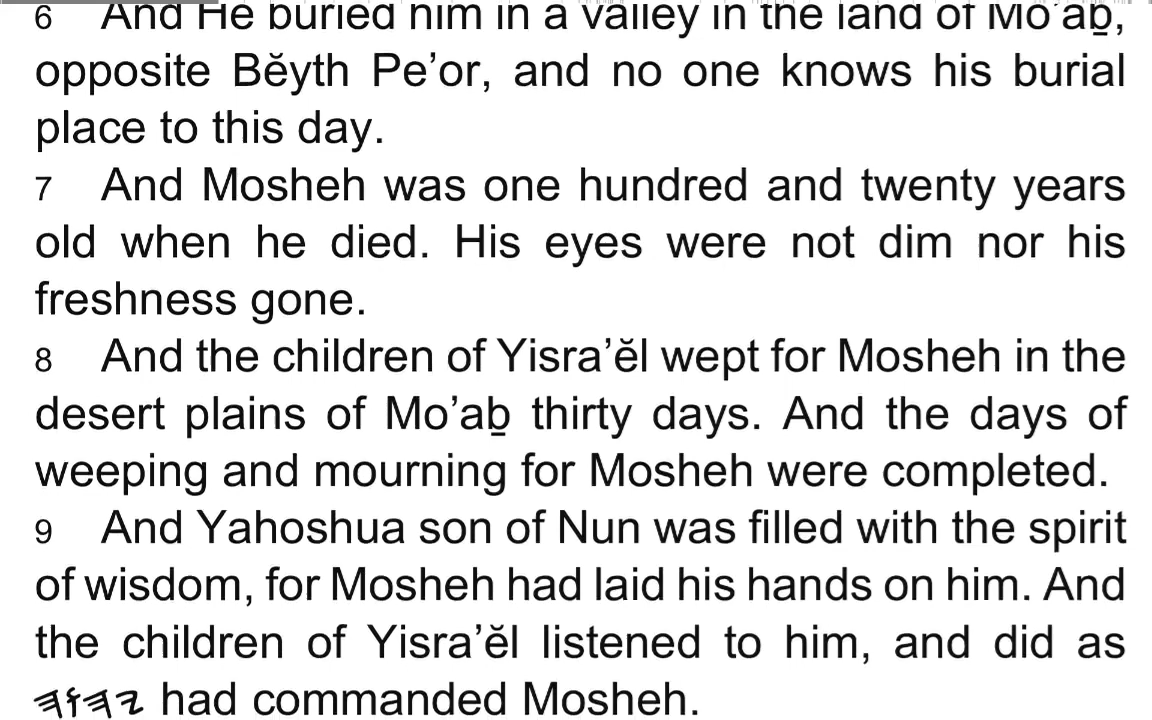 6 And He buried him in a valley in the land of Mo’aḇ,
opposite Bĕyth Pe’or, and no one knows his burial
place to this day.
7 And Mosheh was one hundred and twenty years
old when he died. His eyes were not dim nor his
freshness gone.
8 And the children of Yisra’ĕl wept for Mosheh in the
desert plains of Mo’aḇ thirty days. And the days of
weeping and mourning for Mosheh were completed.
9 And Yahoshua son of Nun was filled with the spirit
of wisdom, for Mosheh had laid his hands on him. And
the children of Yisra’ĕl listened to him, and did as
𐤉𐤄𐤅𐤄 had commanded Mosheh.